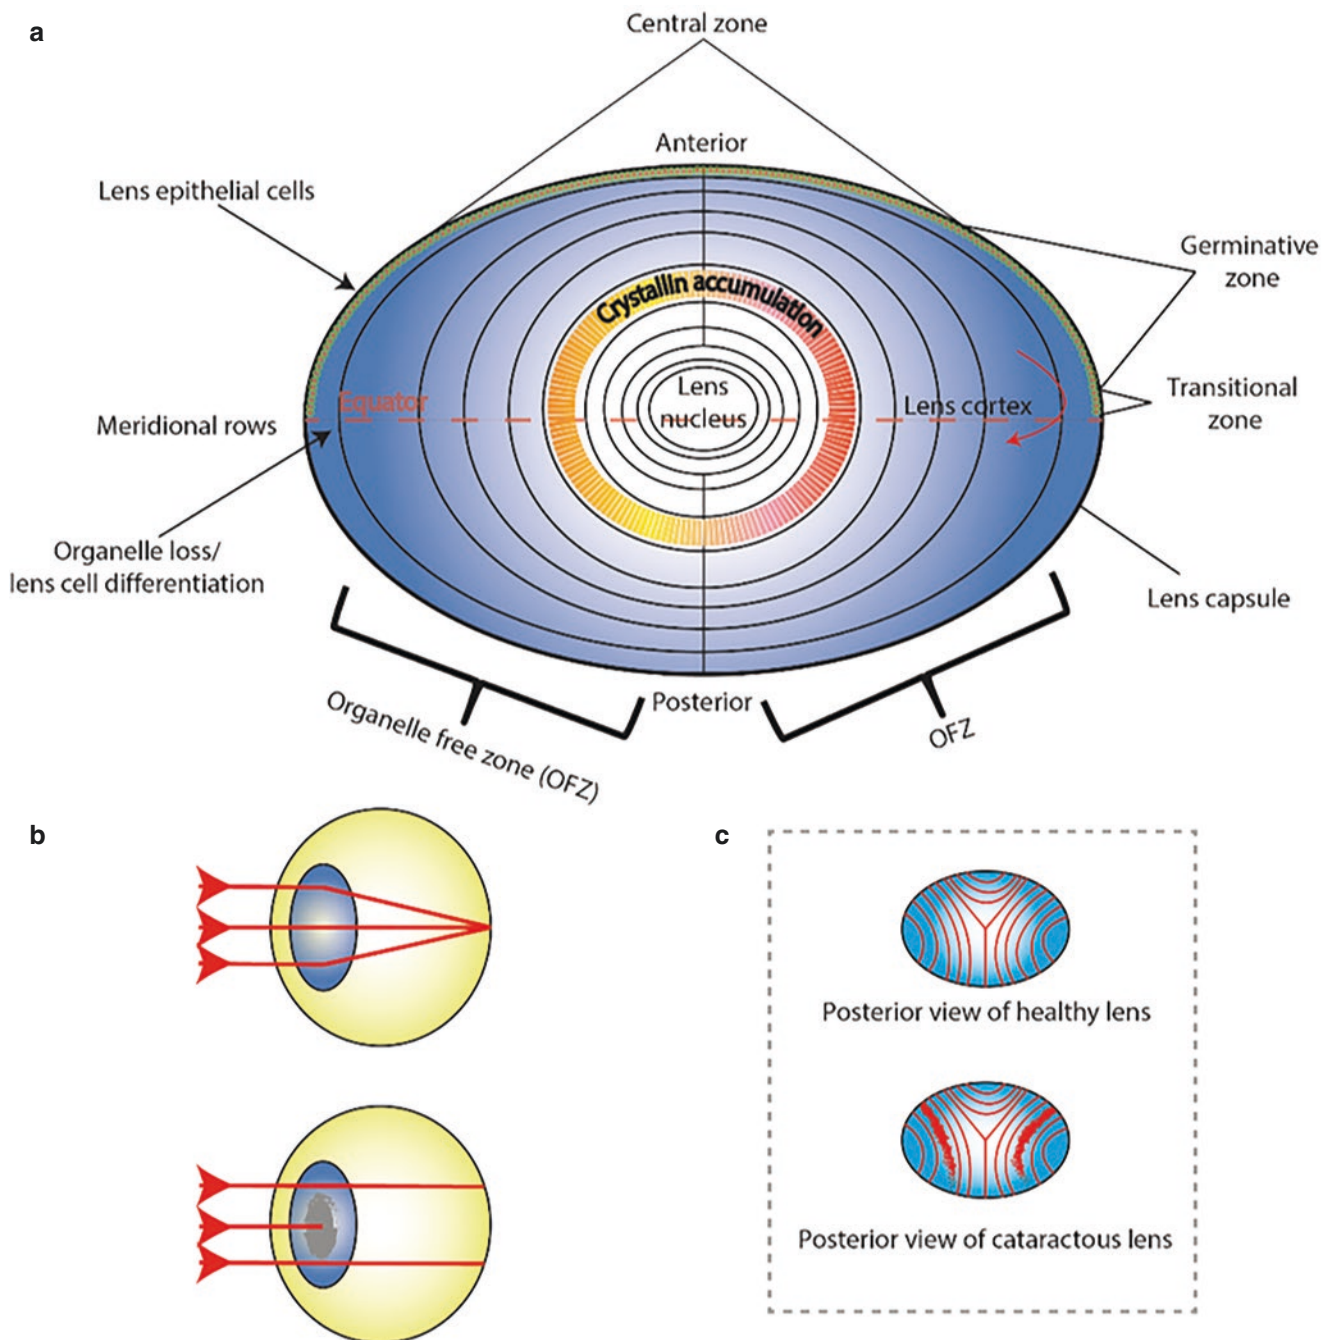 a
Central zone
Anterior
Lens epithelial cells
Germinative
zone
Crystallin accumulation
Lens
nucleus
Equator
Lens cortex
Transitional
zone
Meridional rows
Organelle loss/
lens cell differentiation
Lens capsule
Posterior
Organelle free zone (OFZ)
OFZ
b
c
Posterior view of healthy lens
Posterior view of cataractous lens